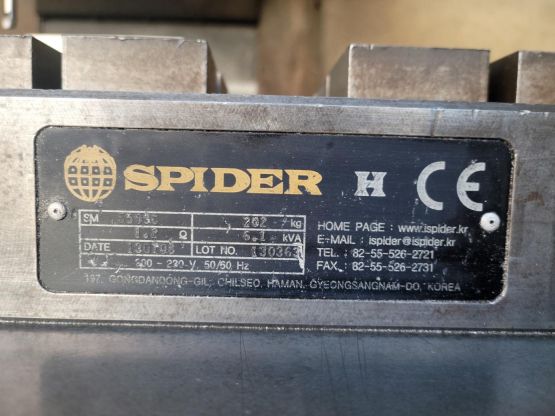 SPIDER H CE
SM 202 kg
Ω kVA
DATE LOT NO.
200 - 220 V, 50/60 Hz
HOME PAGE : www.ispider.kr
E-MAIL : ispider@ispider.kr
TEL. : 82-55-526-2721
FAX. : 82-55-526-2731
197, GONGDANDONG-GIL, CHILSEO, HAMAN, GYEONGSANGNAM-DO, KOREA